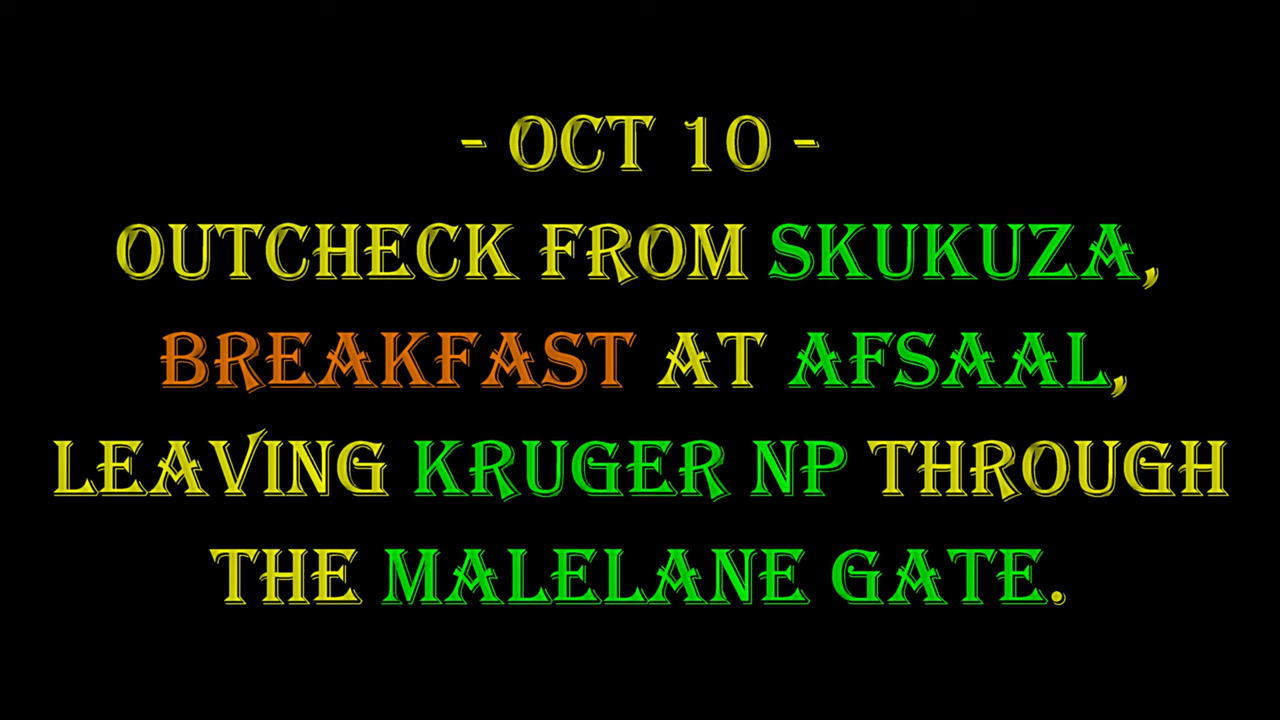 - OCT 10 -
OUTCHECK FROM SKUKUZA,
BREAKFAST AT AFSAAL,
LEAVING KRUGER NP THROUGH
THE MALELANE GATE.